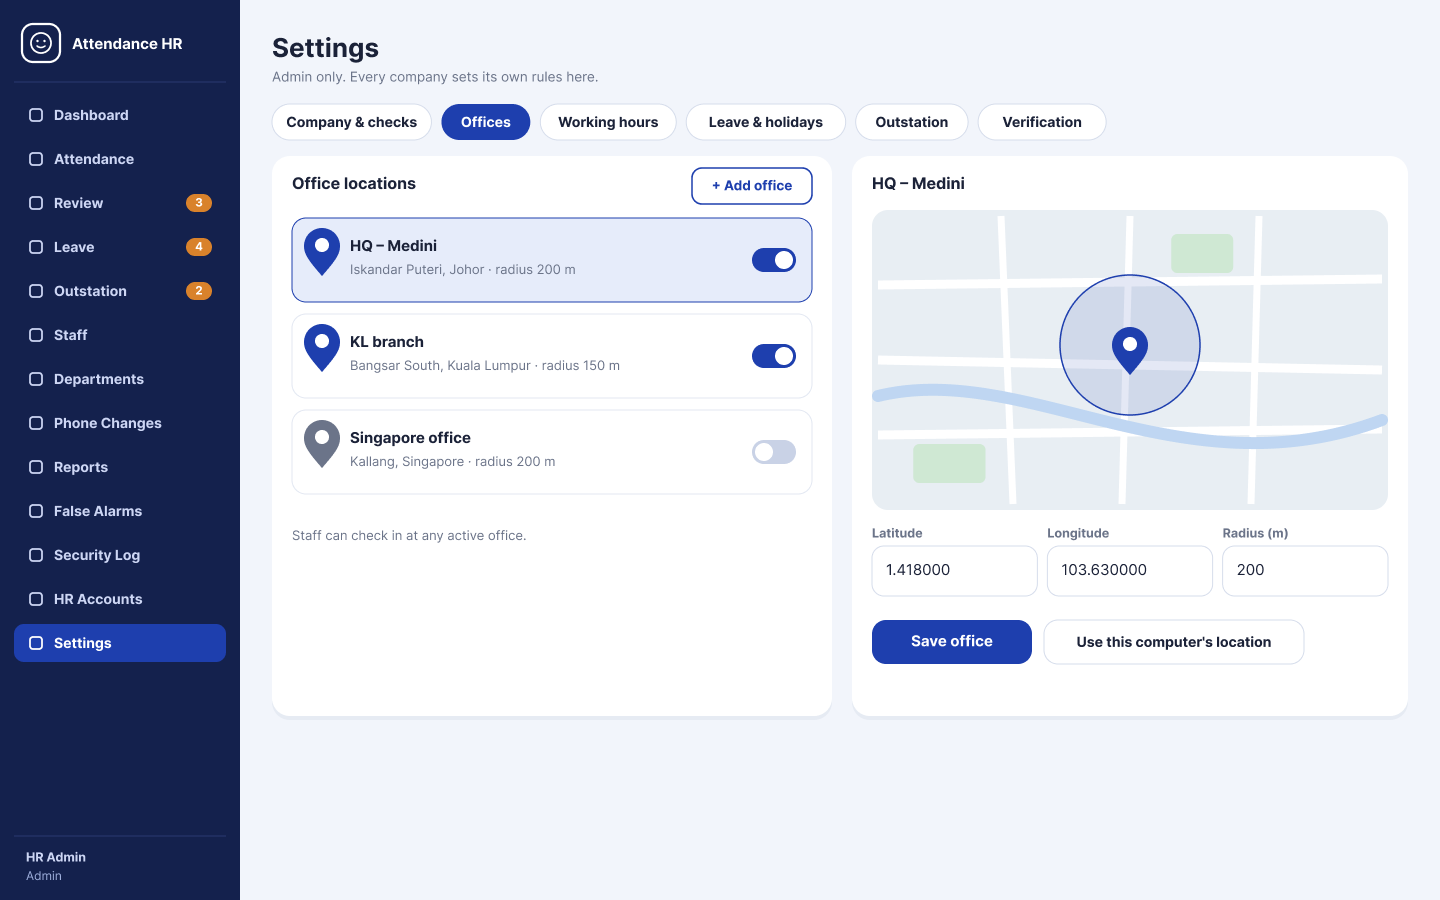 Attendance HR
Dashboard
Attendance
Review 3
Leave 4
Outstation 2
Staff
Departments
Phone Changes
Reports
False Alarms
Security Log
HR Accounts
Settings
HR Admin
Admin
Settings
Admin only. Every company sets its own rules here.
Company & checks
Offices
Working hours
Leave & holidays
Outstation
Verification
Office locations
+ Add office
HQ – Medini
Iskandar Puteri, Johor · radius 200 m
KL branch
Bangsar South, Kuala Lumpur · radius 150 m
Singapore office
Kallang, Singapore · radius 200 m
Staff can check in at any active office.
HQ – Medini
Latitude
Longitude
Radius (m)
1.418000
103.630000
200
Save office
Use this computer's location